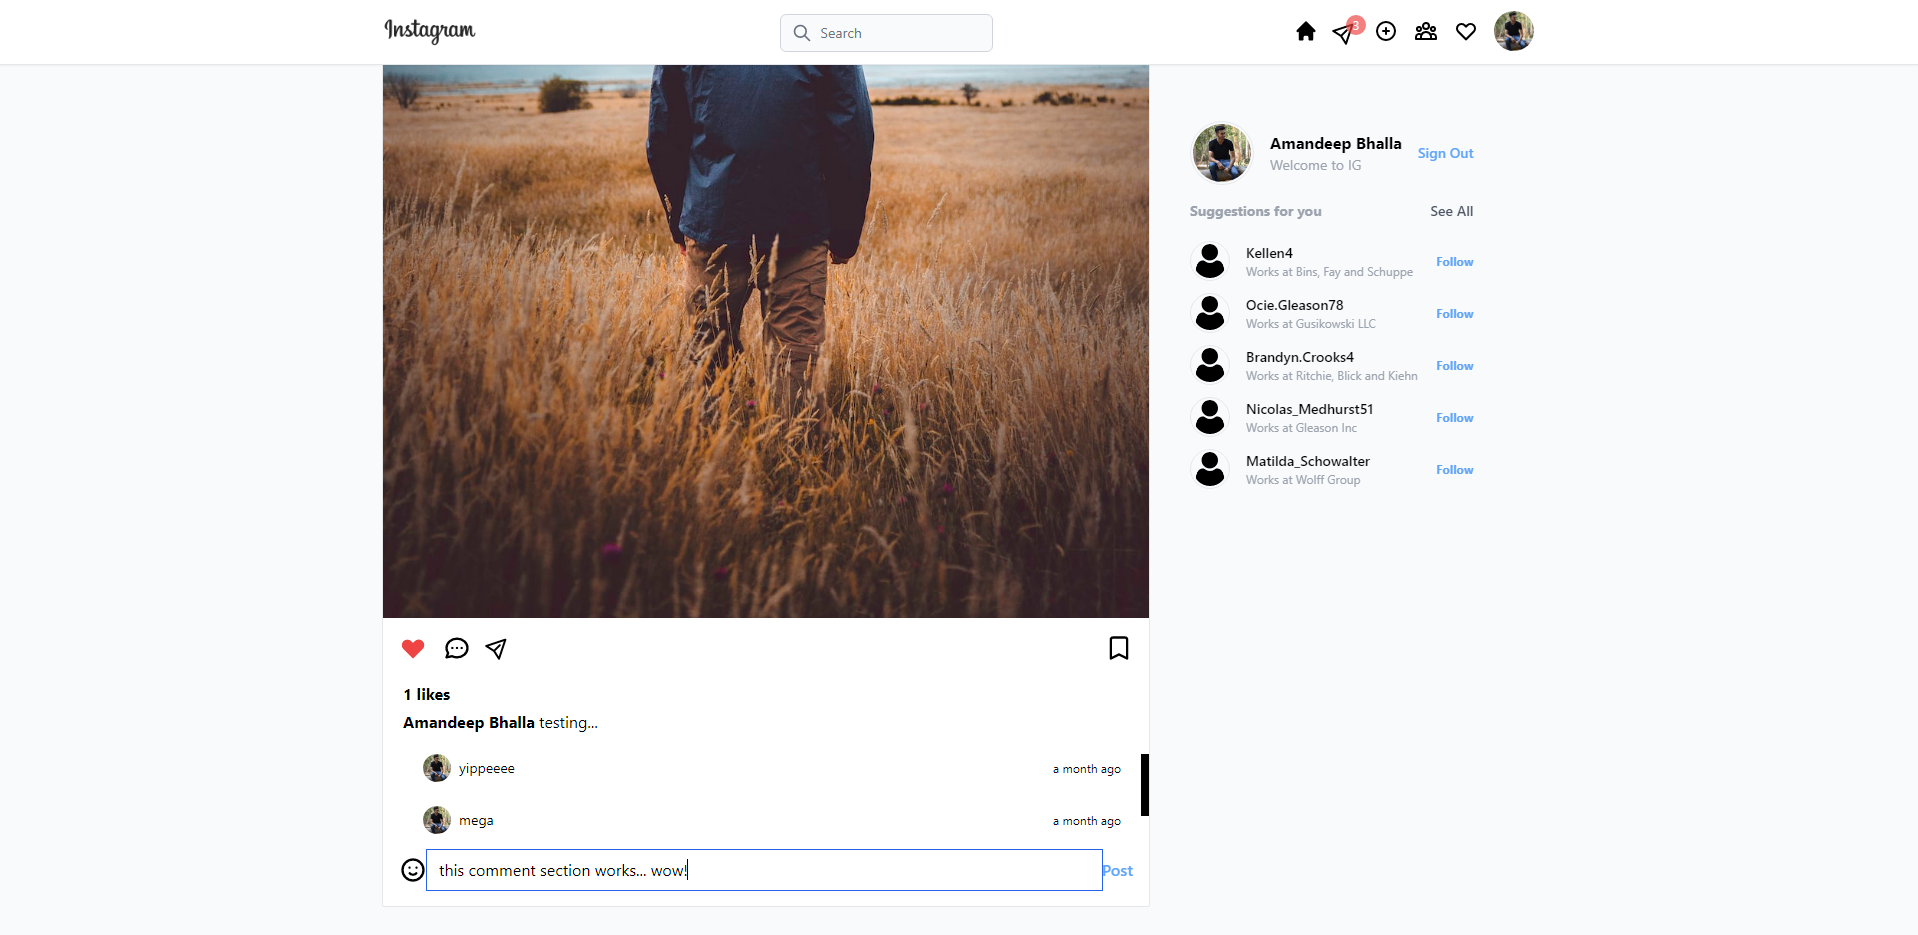 Instagram
Search
3
Amandeep Bhalla
Welcome to IG
Sign Out
Suggestions for you
See All
Kellen4
Works at Bins, Fay and Schuppe
Follow
Ocie.Gleason78
Works at Gusikowski LLC
Follow
Brandyn.Crooks4
Works at Ritchie, Blick and Kiehn
Follow
Nicolas_Medhurst51
Works at Gleason Inc
Follow
Matilda_Schowalter
Works at Wolff Group
Follow
1 likes
Amandeep Bhalla testing...
yippeeee a month ago
mega a month ago
this comment section works... wow! Post